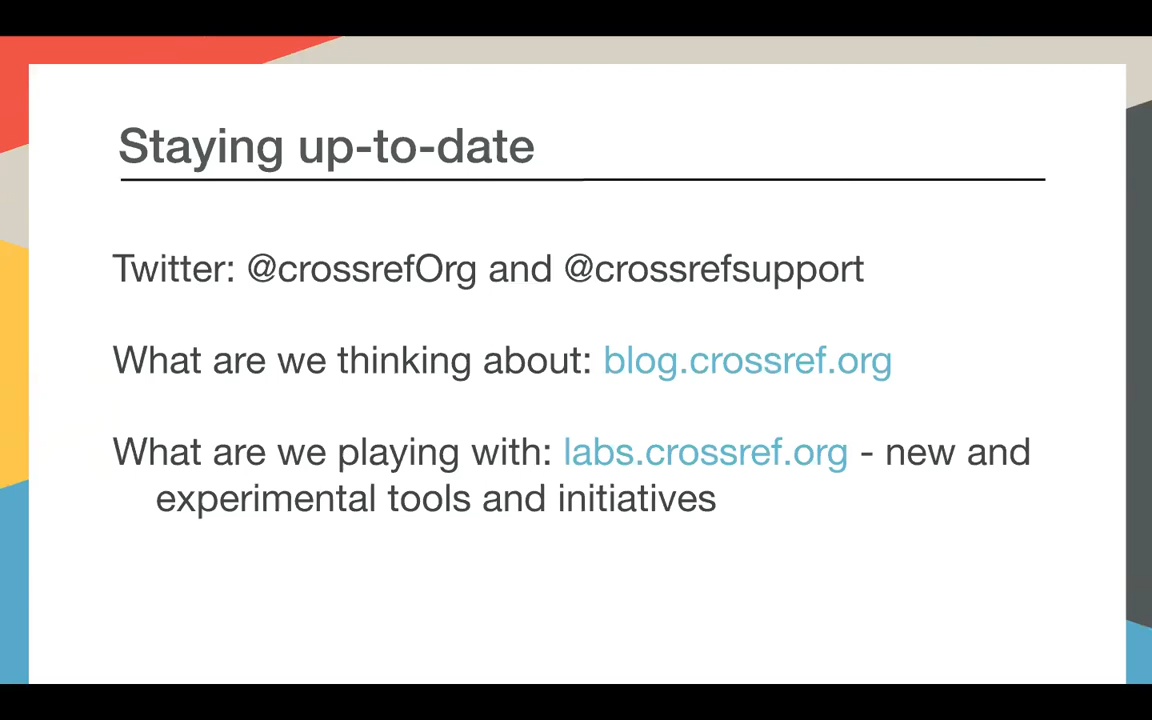 Staying up-to-date
Twitter: @crossrefOrg and @crossrefsupport
What are we thinking about: blog.crossref.org
What are we playing with: labs.crossref.org - new and
experimental tools and initiatives